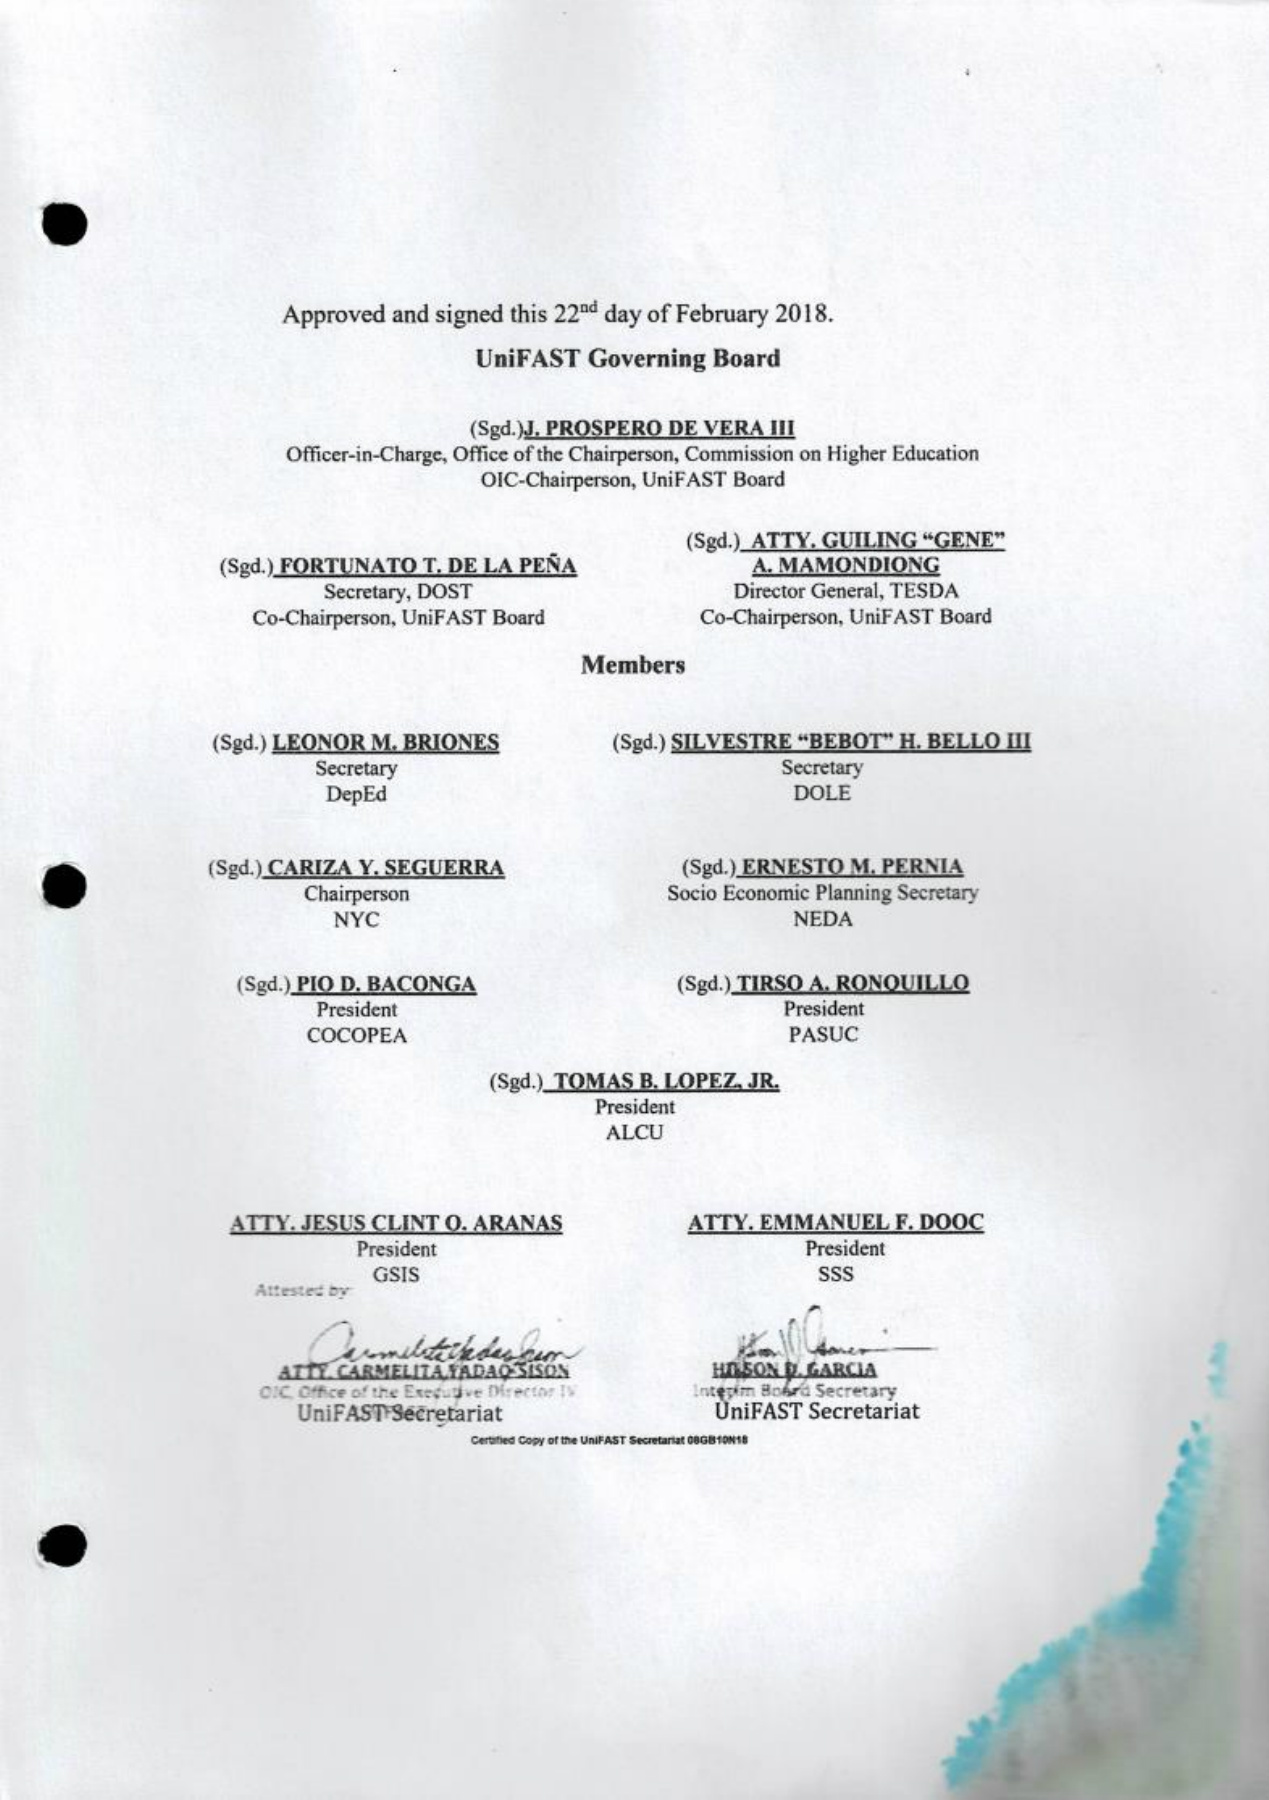 Approved and signed this 22nd day of February 2018.
UniFAST Governing Board
(Sgd.)J. PROSPERO DE VERA III
Officer-in-Charge, Office of the Chairperson, Commission on Higher Education
OIC-Chairperson, UniFAST Board
(Sgd.) FORTUNATO T. DE LA PEÑA
Secretary, DOST
Co-Chairperson, UniFAST Board
(Sgd.) ATTY. GUILING “GENE”
A. MAMONDIONG
Director General, TESDA
Co-Chairperson, UniFAST Board
Members
(Sgd.) LEONOR M. BRIONES
Secretary
DepEd
(Sgd.) SILVESTRE “BEBOT” H. BELLO III
Secretary
DOLE
(Sgd.) CARIZA Y. SEGUERRA
Chairperson
NYC
(Sgd.) ERNESTO M. PERNIA
Socio Economic Planning Secretary
NEDA
(Sgd.) PIO D. BACONGA
President
COCOPEA
(Sgd.) TIRSO A. RONQUILLO
President
PASUC
(Sgd.) TOMAS B. LOPEZ, JR.
President
ALCU
ATTY. JESUS CLINT O. ARANAS
President
GSIS
ATTY. EMMANUEL F. DOOC
President
SSS
Attested by:
ATTY. CARMELITA YADAO-SISON
OIC, Office of the Executive Director IV
UniFAST Secretariat
HILSON D. GARCIA
Interim Board Secretary
UniFAST Secretariat
Certified Copy of the UniFAST Secretariat 08GB10N18